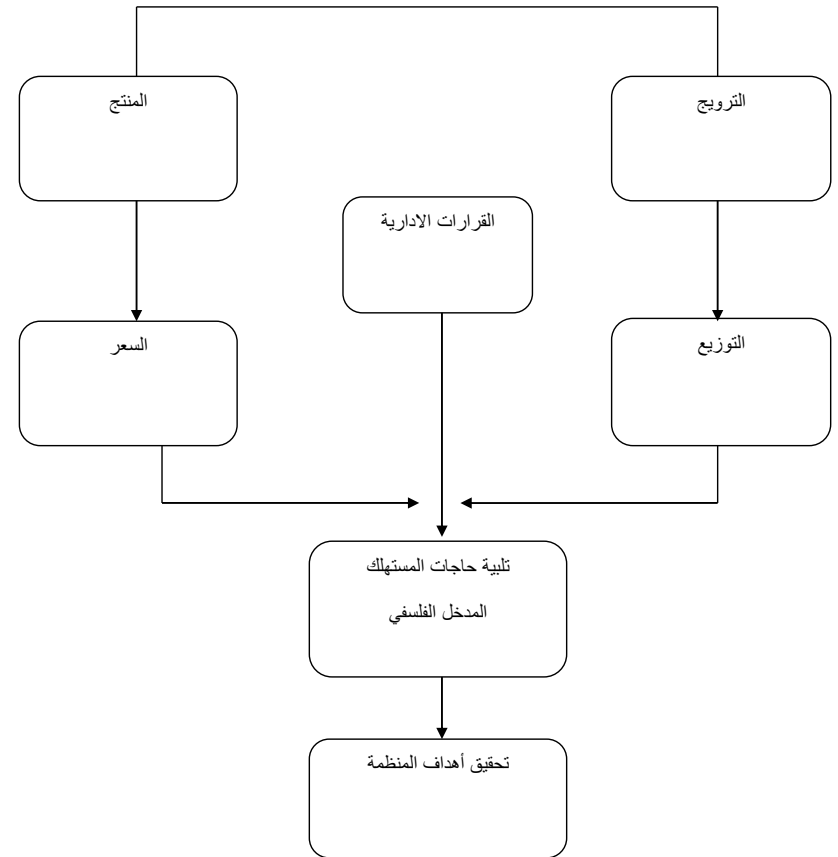 الترويج
المنتج
القرارات الادارية
التوزيع
السعر
تلبية حاجات المستهلك
المدخل الفلسفي
تحقيق أهداف المنظمة